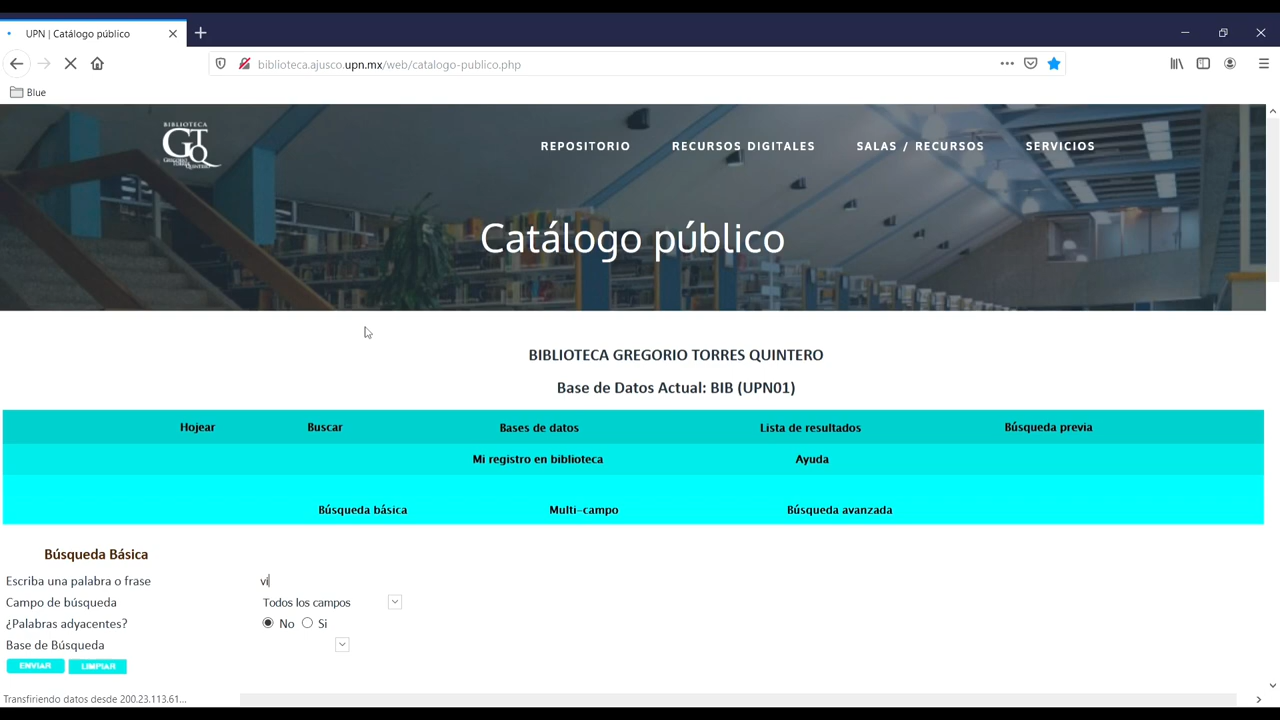 UPN | Catálogo público
biblioteca.ajusco.upn.mx/web/catalogo-publico.php
Blue
BIBLIOTECA
GTQ
GREGORIO
TORRES
QUINTERO
REPOSITORIO RECURSOS DIGITALES SALAS / RECURSOS SERVICIOS
Catálogo público
BIBLIOTECA GREGORIO TORRES QUINTERO
Base de Datos Actual: BIB (UPN01)
Hojear Buscar Bases de datos Lista de resultados Búsqueda previa
Mi registro en biblioteca Ayuda
Búsqueda básica Multi-campo Búsqueda avanzada
Búsqueda Básica
Escriba una palabra o frase vi
Campo de búsqueda Todos los campos
¿Palabras adyacentes? No Si
Base de Búsqueda
ENVIAR LIMPIAR
Transfiriendo datos desde 200.23.113.61...